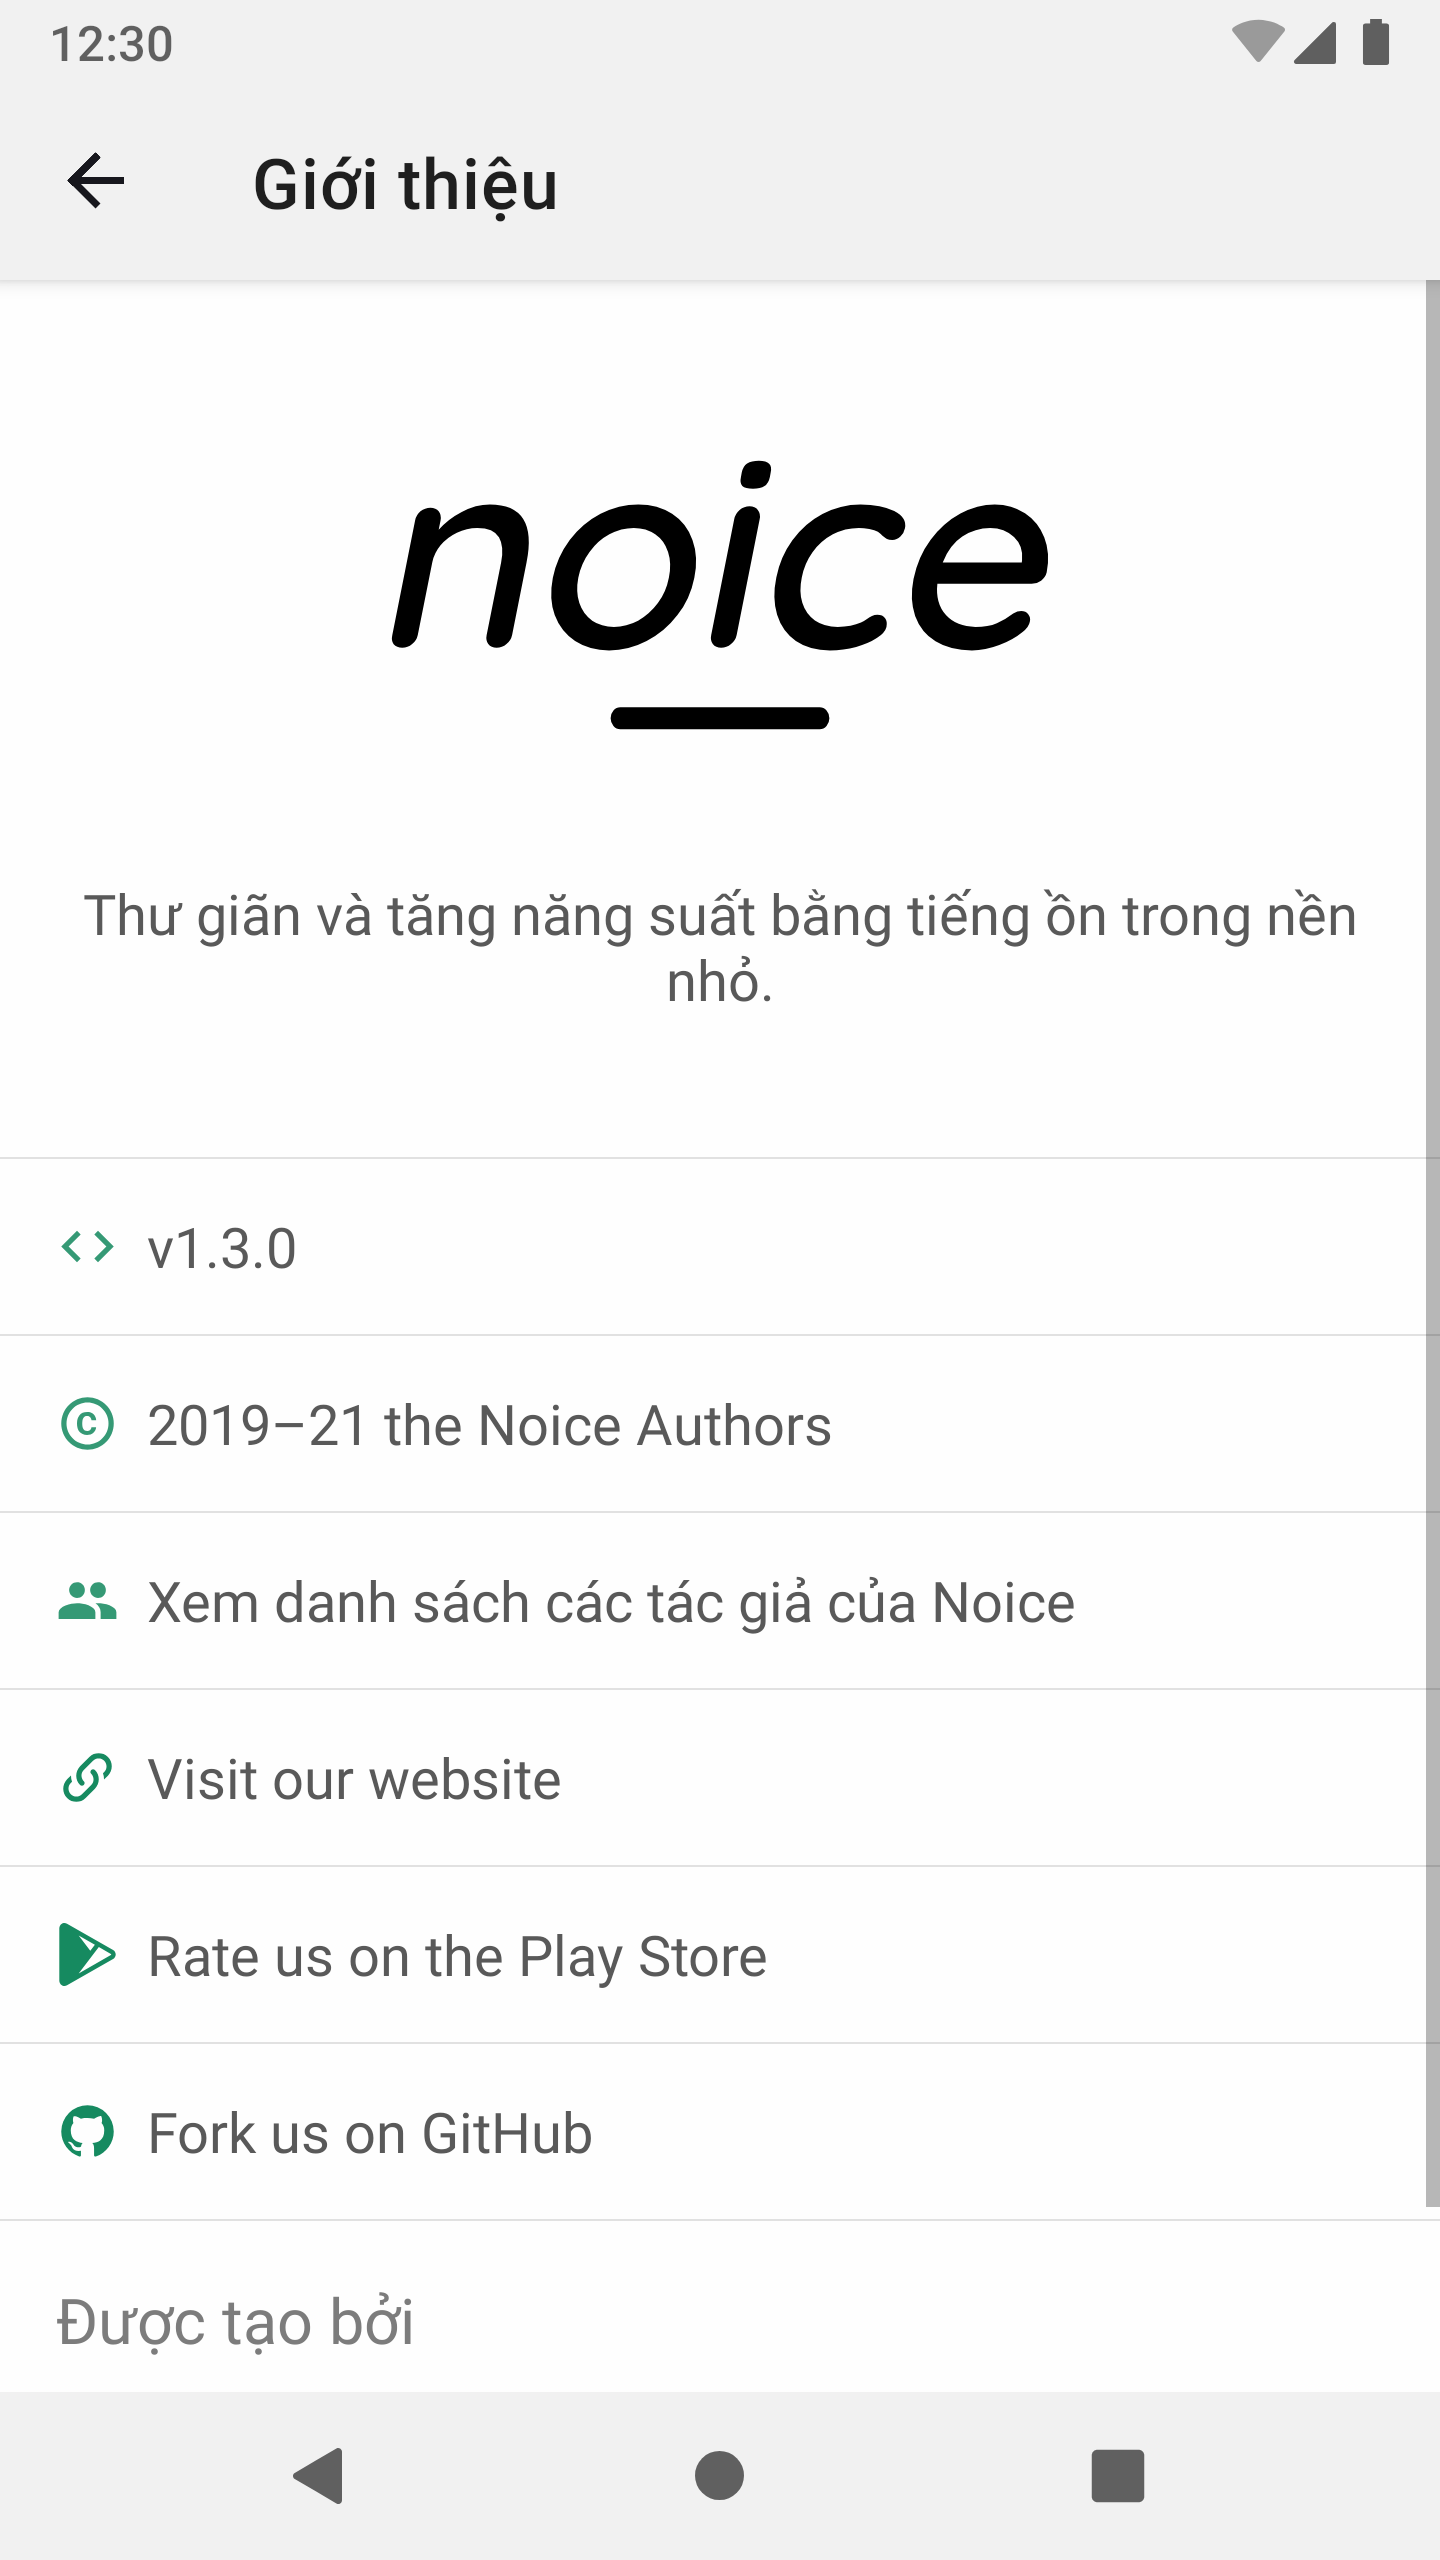 12:30
Giới thiệu
noice
Thư giãn và tăng năng suất bằng tiếng ồn trong nền
nhỏ.
v1.3.0
2019–21 the Noice Authors
Xem danh sách các tác giả của Noice
Visit our website
Rate us on the Play Store
Fork us on GitHub
Được tạo bởi